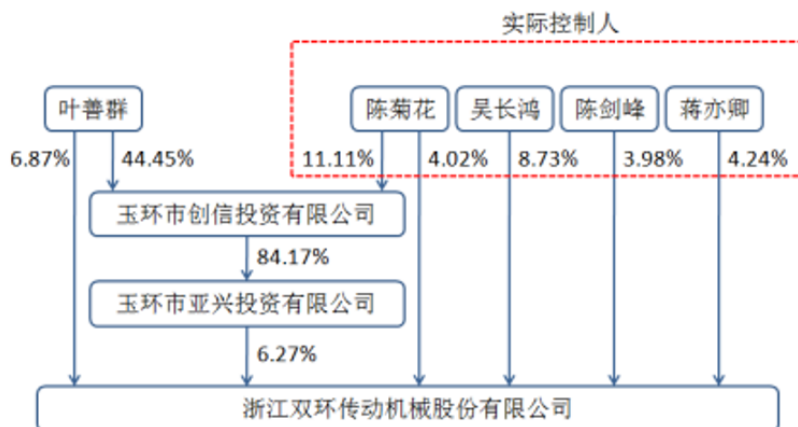 实际控制人
叶善群 陈菊花 吴长鸿 陈剑峰 蒋亦卿
6.87% 44.45% 11.11% 4.02% 8.73% 3.98% 4.24%
玉环市创信投资有限公司
84.17%
玉环市亚兴投资有限公司
6.27%
浙江双环传动机械股份有限公司